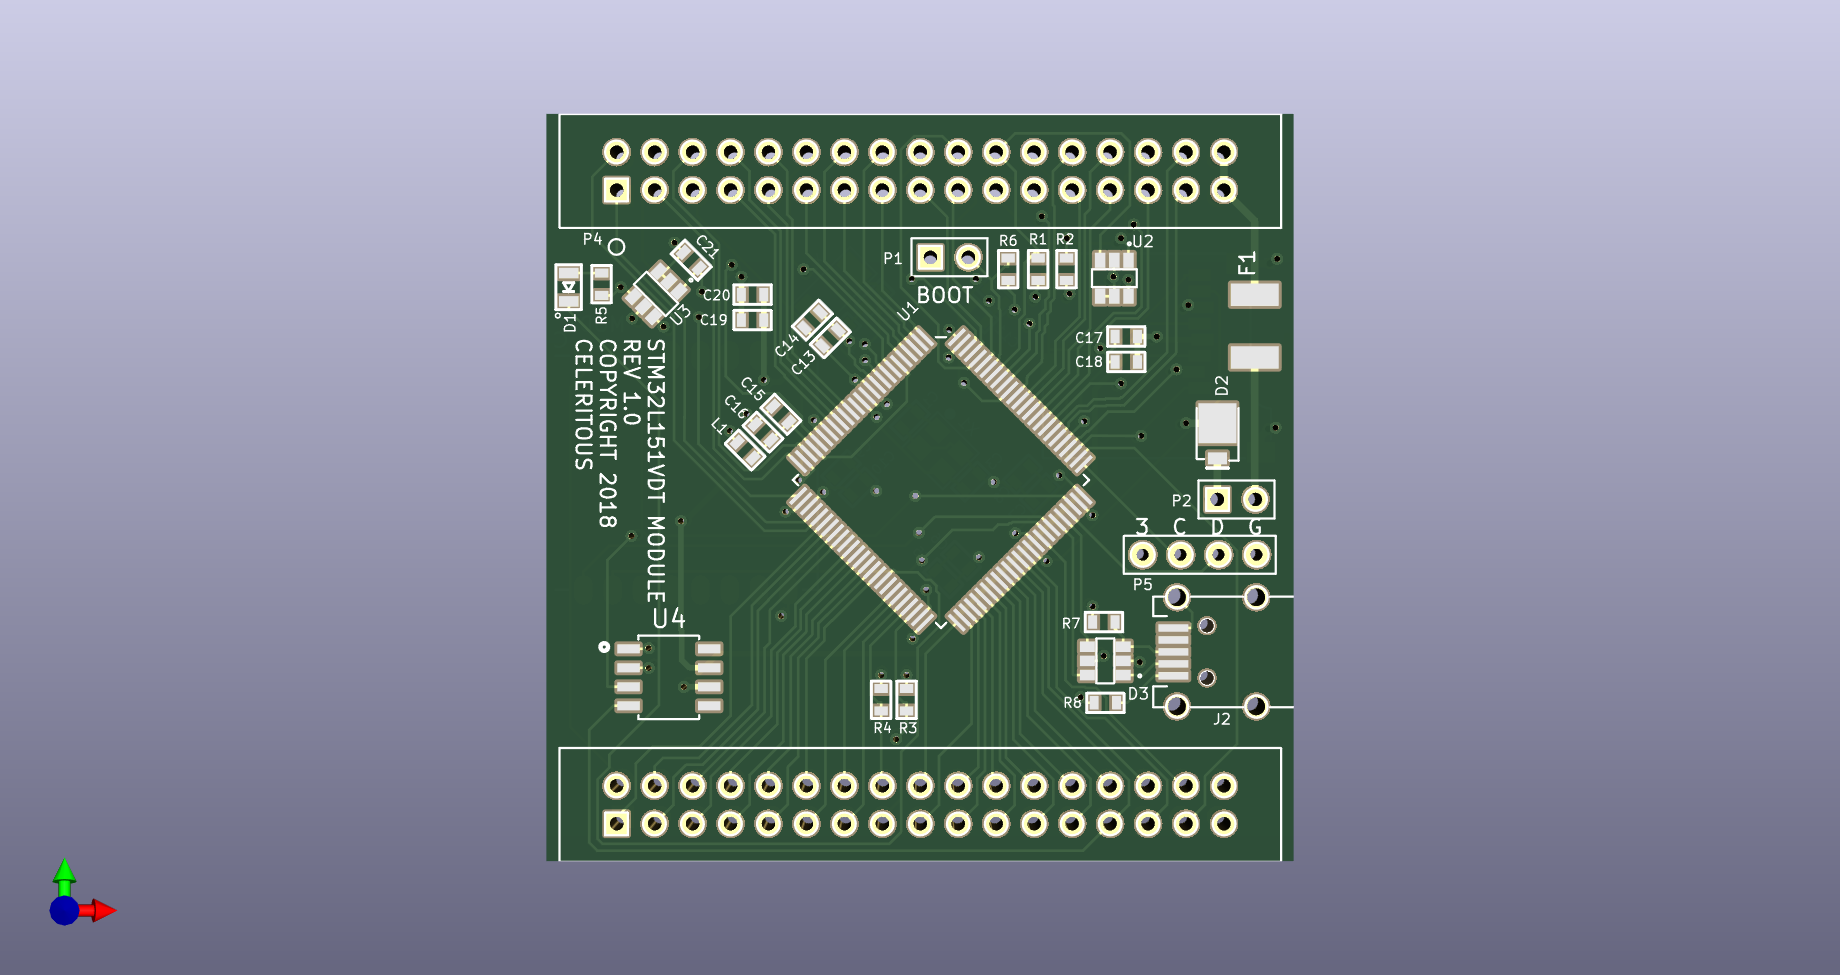 P4
C21
P1
R6
R1
R2
U2
F1
D1
R5
U3
C20
C19
BOOT
U1
C14
C13
C17
C18
C15
C16
L1
D2
STM32L151VDT MODULE
REV 1.0
COPYRIGHT 2018
CELERITOUS
P2
3 C D G
P5
U4
R7
R8
D3
J2
R4
R3